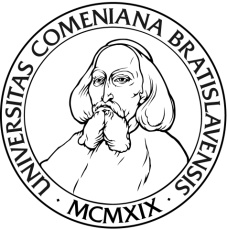 UNIVERSITAS COMENIANA BRATISLAVENSIS
· MCMXIX ·